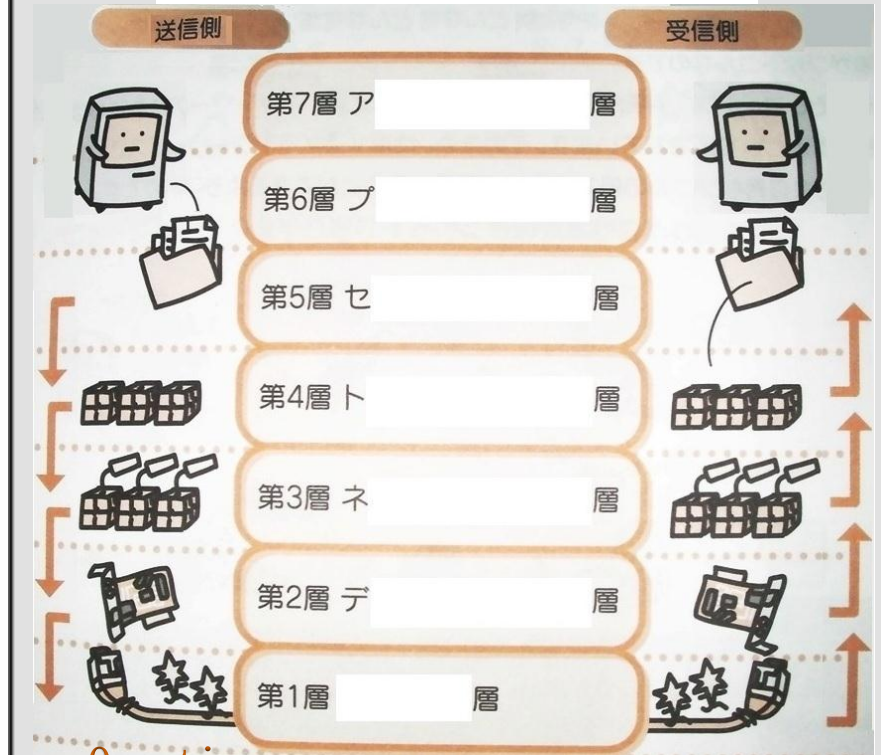 送信側
受信側
第7層 ア 層
第6層 プ 層
第5層 セ 層
第4層 ト 層
第3層 ネ 層
第2層 デ 層
第1層 層